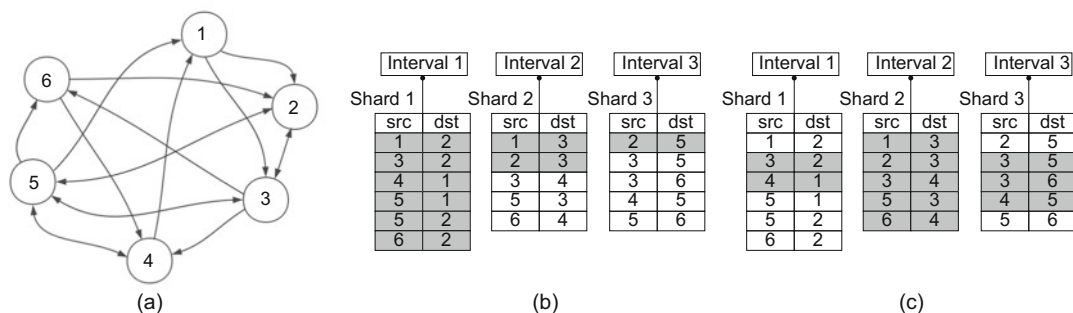 1
6
2
5
3
4
(a)
Interval 1 Interval 2 Interval 3
Shard 1 Shard 2 Shard 3
src dst src dst src dst
1 2 1 3 2 5
3 2 2 3 3 5
4 1 3 4 3 6
5 1 5 3 4 5
5 2 6 4 5 6
6 2
(b)
Interval 1 Interval 2 Interval 3
Shard 1 Shard 2 Shard 3
src dst src dst src dst
1 2 1 3 2 5
3 2 2 3 3 5
4 1 3 4 3 6
5 1 5 3 4 5
5 2 6 4 5 6
6 2
(c)